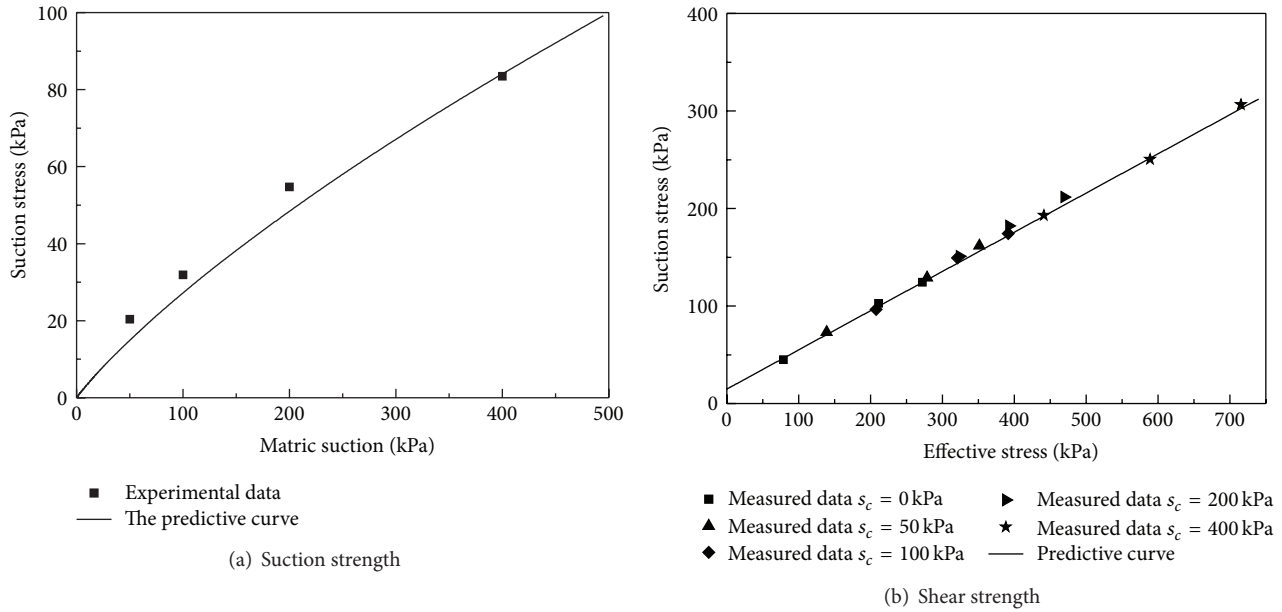 100
80
60
40
20
0
Suction stress (kPa)
0 100 200 300 400 500
Matric suction (kPa)
Experimental data
The predictive curve
(a) Suction strength
400
300
200
100
0
Suction stress (kPa)
0 100 200 300 400 500 600 700
Effective stress (kPa)
Measured data s_c = 0 kPa
Measured data s_c = 50 kPa
Measured data s_c = 100 kPa
Measured data s_c = 200 kPa
Measured data s_c = 400 kPa
Predictive curve
(b) Shear strength